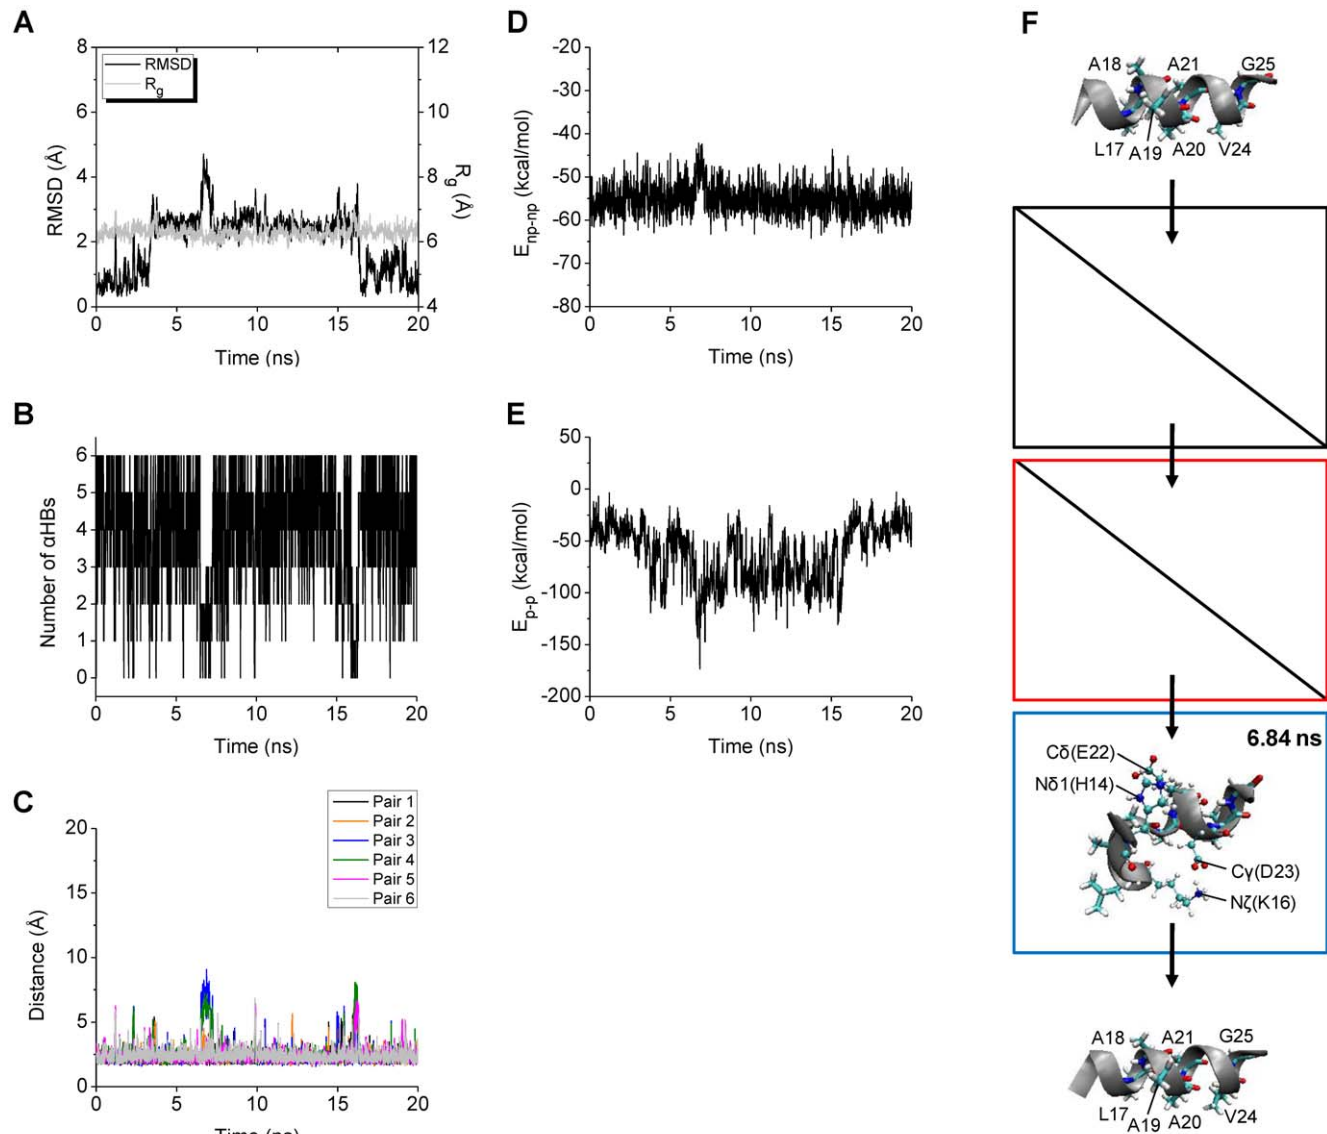 A
8
6
4
2
0
RMSD (Å)
RMSD
Rg
12
10
8
6
4
Rg (Å)
0 5 10 15 20
Time (ns)
B
6
5
4
3
2
1
0
Number of αHBs
0 5 10 15 20
Time (ns)
C
Pair 1
Pair 2
Pair 3
Pair 4
Pair 5
Pair 6
20
15
10
5
0
Distance (Å)
0 5 10 15 20
Time (ns)
D
-20
-30
-40
-50
-60
-70
-80
Enp-np (kcal/mol)
0 5 10 15 20
Time (ns)
E
50
0
-50
-100
-150
-200
Ep-p (kcal/mol)
0 5 10 15 20
Time (ns)
F
A18 A21 G25
L17 A19 A20 V24
6.84 ns
Cδ(E22)
Nδ1(H14)
Cγ(D23)
Nζ(K16)
A18 A21 G25
L17 A19 A20 V24